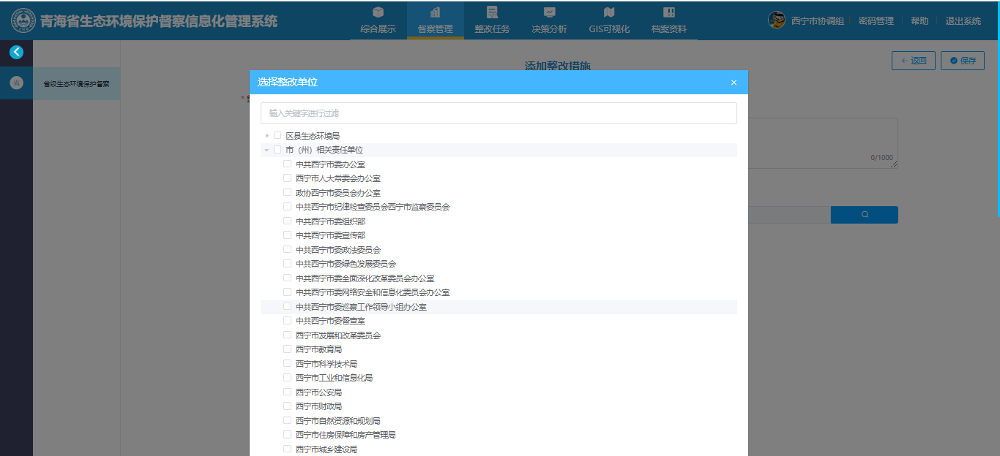 青海省生态环境保护督察信息化管理系统
综合展示
督察管理
整改任务
决策分析
GIS可视化
档案资料
西宁市协调组
密码管理
帮助
退出系统
省
省级生态环境保护督察
添加整改措施
返回
保存
*
选择整改单位
输入关键字进行过滤
0/1000
区县生态环境局
市（州）相关责任单位
中共西宁市委办公室
西宁市人大常委会办公室
政协西宁市委员会办公室
中共西宁市纪律检查委员会西宁市监察委员会
中共西宁市委组织部
中共西宁市委宣传部
中共西宁市委政法委员会
中共西宁市委绿色发展委员会
中共西宁市委全面深化改革委员会办公室
中共西宁市委网络安全和信息化委员会办公室
中共西宁市委巡察工作领导小组办公室
中共西宁市委督查室
西宁市发展和改革委员会
西宁市教育局
西宁市科学技术局
西宁市工业和信息化局
西宁市公安局
西宁市财政局
西宁市自然资源和规划局
西宁市住房保障和房产管理局
西宁市城乡建设局